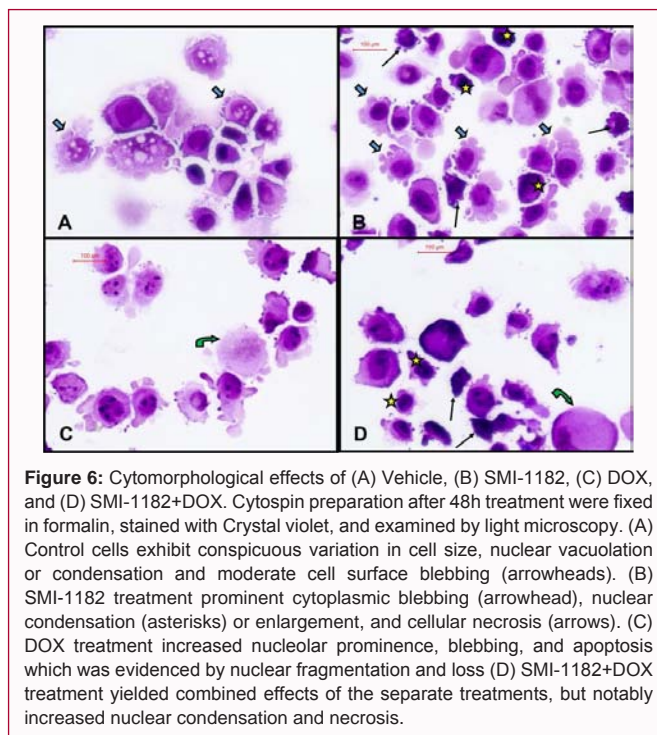 100 µm
A
B
100 µm
100 µm
C
D
Figure 6: Cytomorphological effects of (A) Vehicle, (B) SMI-1182, (C) DOX,
and (D) SMI-1182+DOX. Cytospin preparation after 48h treatment were fixed
in formalin, stained with Crystal violet, and examined by light microscopy. (A)
Control cells exhibit conspicuous variation in cell size, nuclear vacuolation
or condensation and moderate cell surface blebbing (arrowheads). (B)
SMI-1182 treatment prominent cytoplasmic blebbing (arrowhead), nuclear
condensation (asterisks) or enlargement, and cellular necrosis (arrows). (C)
DOX treatment increased nucleolar prominence, blebbing, and apoptosis
which was evidenced by nuclear fragmentation and loss (D) SMI-1182+DOX
treatment yielded combined effects of the separate treatments, but notably
increased nuclear condensation and necrosis.